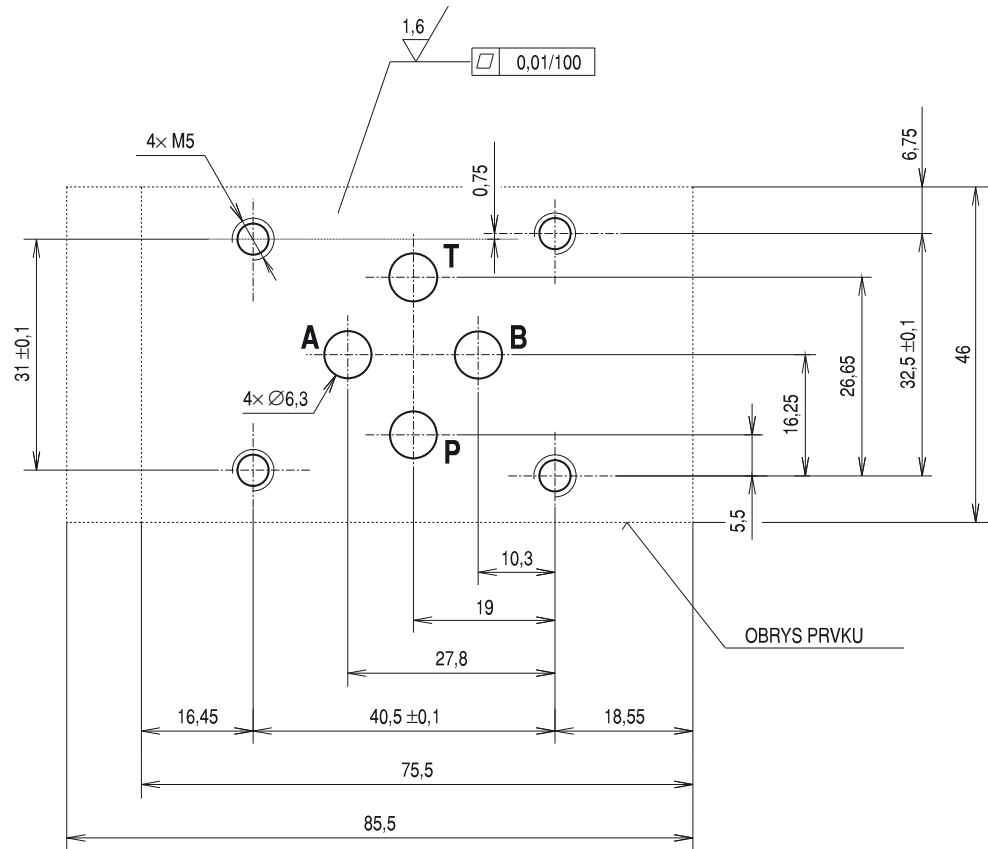 1,6
0,01/100
4× M5
0,75
6,75
T
A
B
31 ±0,1
4× Ø6,3
P
16,25
26,65
32,5 ±0,1
46
5,5
10,3
19
OBRYS PRVKU
27,8
16,45
40,5 ±0,1
18,55
75,5
85,5